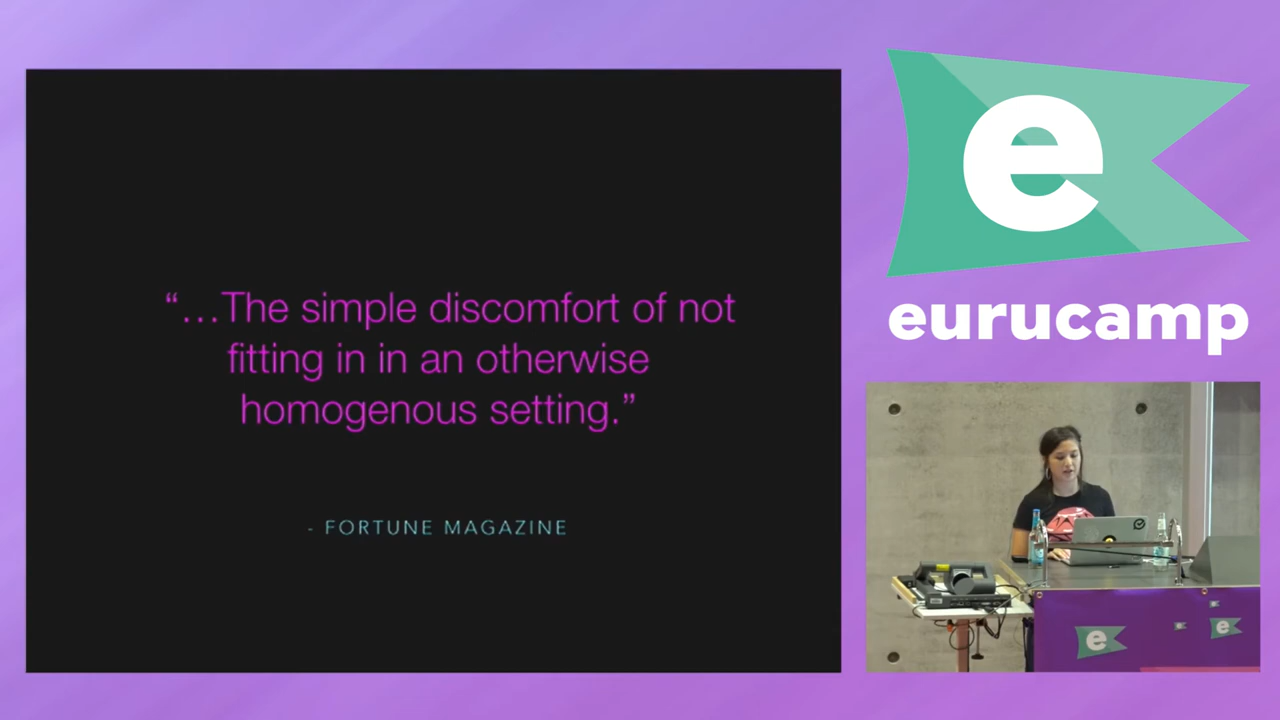 “…The simple discomfort of not
fitting in in an otherwise
homogenous setting.”
- FORTUNE MAGAZINE
e
eurucamp
e
e
e